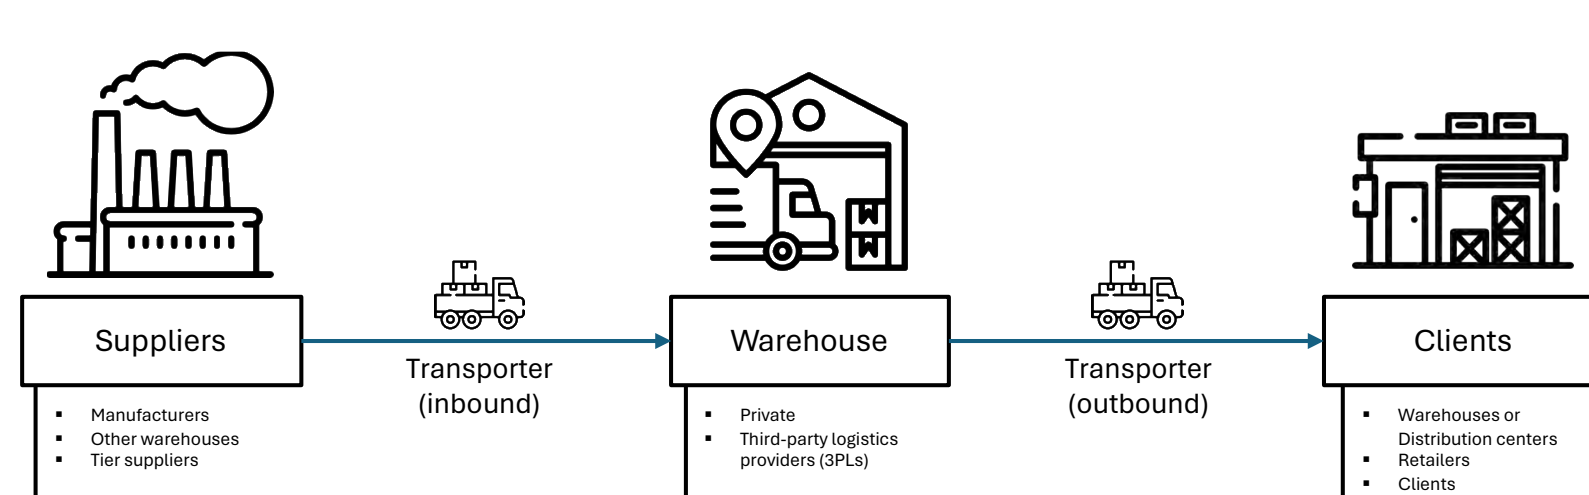 Suppliers
Transporter
(inbound)
Warehouse
Transporter
(outbound)
Clients
▪ Manufacturers
▪ Other warehouses
▪ Tier suppliers
▪ Private
▪ Third-party logistics
providers (3PLs)
▪ Warehouses or
Distribution centers
▪ Retailers
▪ Clients